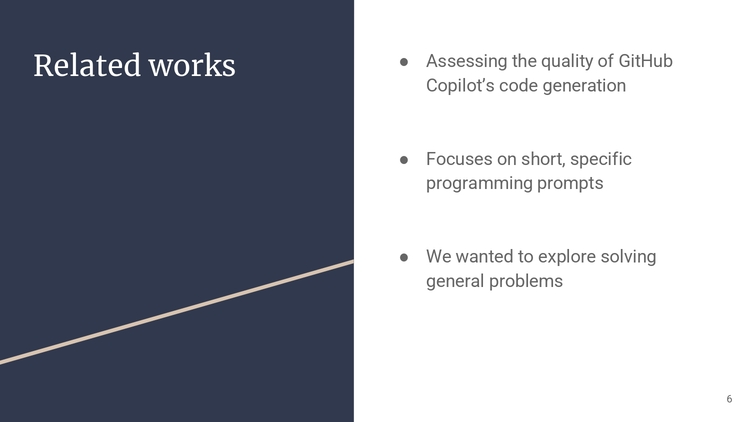 Related works
● Assessing the quality of GitHub
Copilot’s code generation
● Focuses on short, specific
programming prompts
● We wanted to explore solving
general problems
6